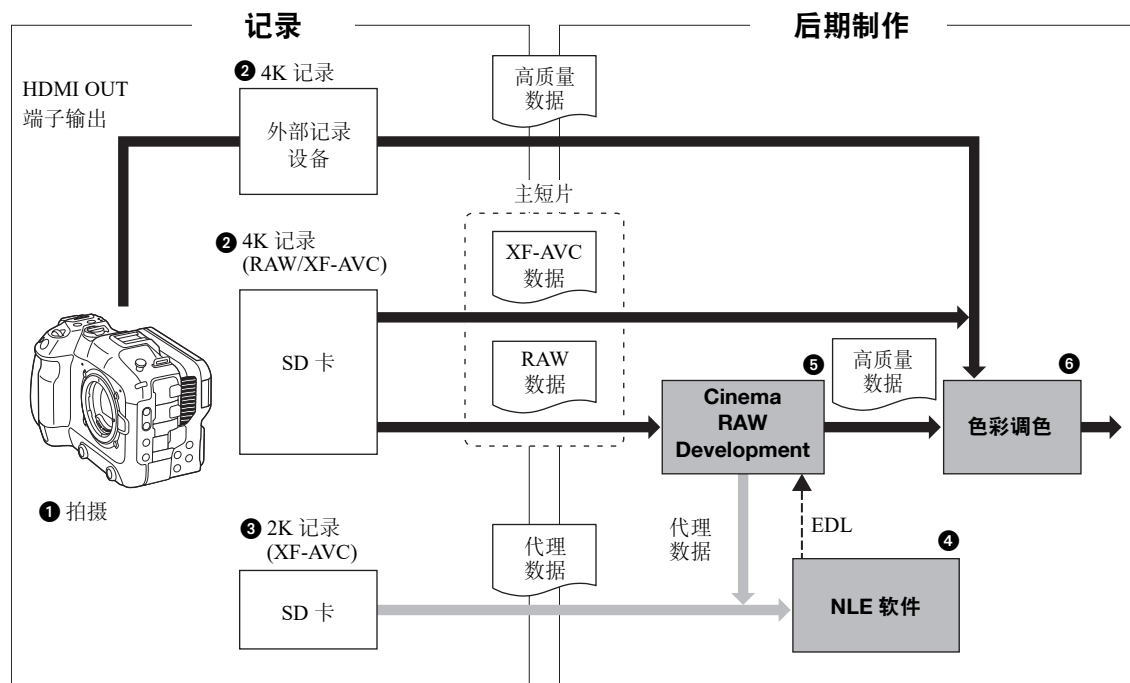 记录
后期制作
HDMI OUT
端子输出
❷ 4K 记录
外部记录
设备
高质量
数据
主短片
❷ 4K 记录
(RAW/XF-AVC)
SD 卡
XF-AVC
数据
RAW
数据
❶ 拍摄
❺
Cinema
RAW
Development
高质量
数据
❻
色彩调色
❸ 2K 记录
(XF-AVC)
SD 卡
代理
数据
代理
数据
EDL
❹
NLE 软件